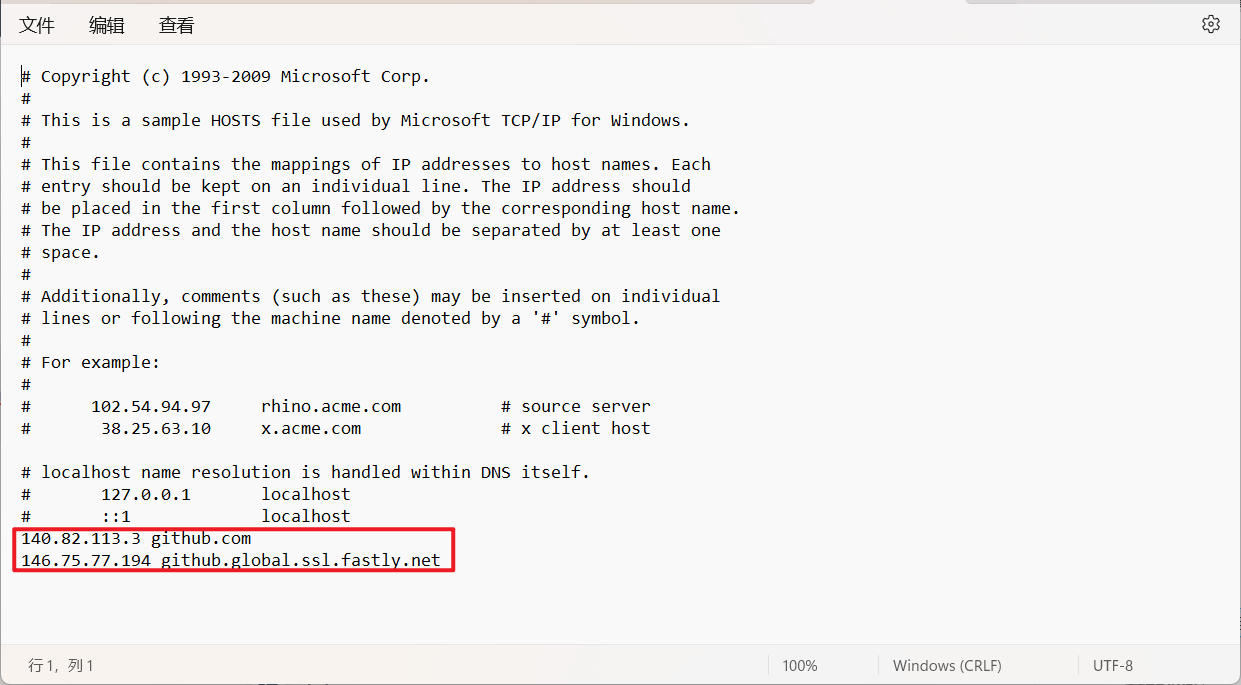 文件 编辑 查看
# Copyright (c) 1993-2009 Microsoft Corp.
#
# This is a sample HOSTS file used by Microsoft TCP/IP for Windows.
#
# This file contains the mappings of IP addresses to host names. Each
# entry should be kept on an individual line. The IP address should
# be placed in the first column followed by the corresponding host name.
# The IP address and the host name should be separated by at least one
# space.
#
# Additionally, comments (such as these) may be inserted on individual
# lines or following the machine name denoted by a '#' symbol.
#
# For example:
#
#      102.54.94.97     rhino.acme.com          # source server
#       38.25.63.10     x.acme.com              # x client host
# localhost name resolution is handled within DNS itself.
#       127.0.0.1       localhost
#       ::1             localhost
140.82.113.3 github.com
146.75.77.194 github.global.ssl.fastly.net
行 1，列 1 100% Windows (CRLF) UTF-8